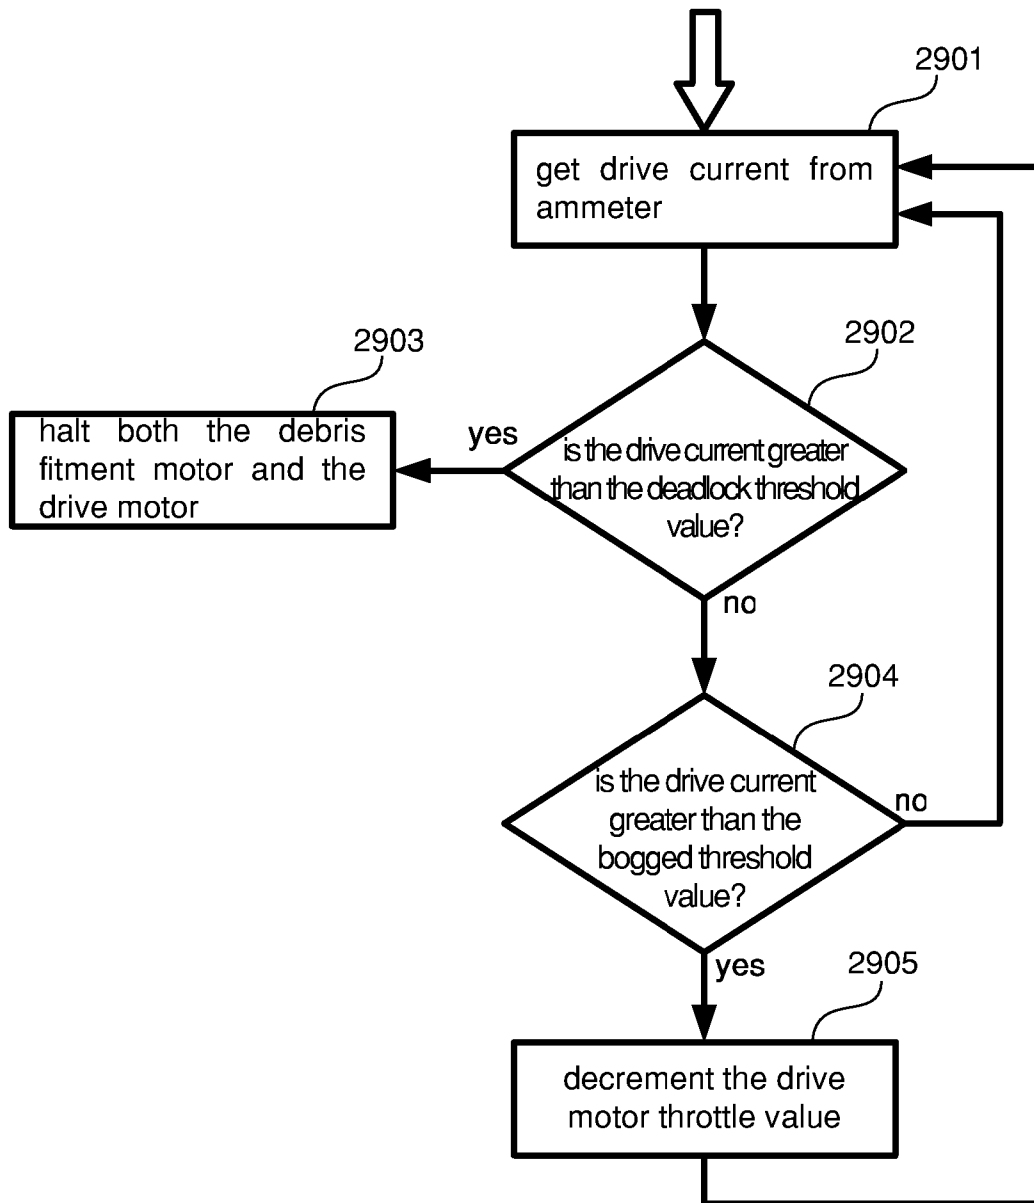 2901
get drive current from
ammeter
2902
2903
is the drive current greater
than the deadlock threshold
value?
yes
halt both the debris
fitment motor and the
drive motor
no
2904
is the drive current
greater than the
bogged threshold
value?
no
yes
2905
decrement the drive
motor throttle value